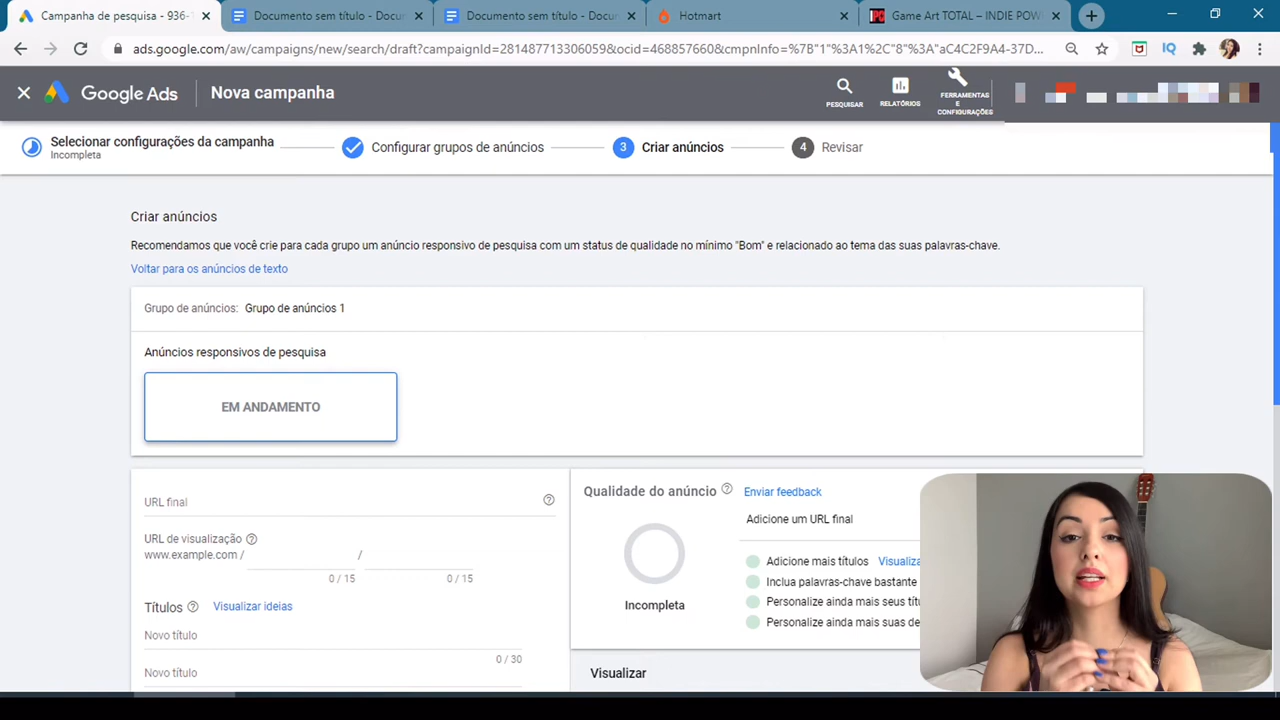 Campanha de pesquisa - 936-
Documento sem título - Docu
Documento sem título - Docu
Hotmart
Game Art TOTAL – INDIE POW
ads.google.com/aw/campaigns/new/search/draft?campaignId=281487713306059&ocid=468857660&cmpnInfo=%7B"1"%3A1%2C"8"%3A"aC4C2F9A4-37D...
IQ
Google Ads
Nova campanha
PESQUISAR
RELATÓRIOS
FERRAMENTAS
E
CONFIGURAÇÕES
Selecionar configurações da campanha
Incompleta
Configurar grupos de anúncios
3 Criar anúncios
4 Revisar
Criar anúncios
Recomendamos que você crie para cada grupo um anúncio responsivo de pesquisa com um status de qualidade no mínimo "Bom" e relacionado ao tema das suas palavras-chave.
Voltar para os anúncios de texto
Grupo de anúncios: Grupo de anúncios 1
Anúncios responsivos de pesquisa
EM ANDAMENTO
URL final
URL de visualização
www.example.com /
/
0 / 15
0 / 15
Títulos
Visualizar ideias
Novo título
0 / 30
Novo título
Qualidade do anúncio
Enviar feedback
Adicione um URL final
Incompleta
Adicione mais títulos Visualiza
Inclua palavras-chave bastante
Personalize ainda mais seus títu
Personalize ainda mais suas de
Visualizar